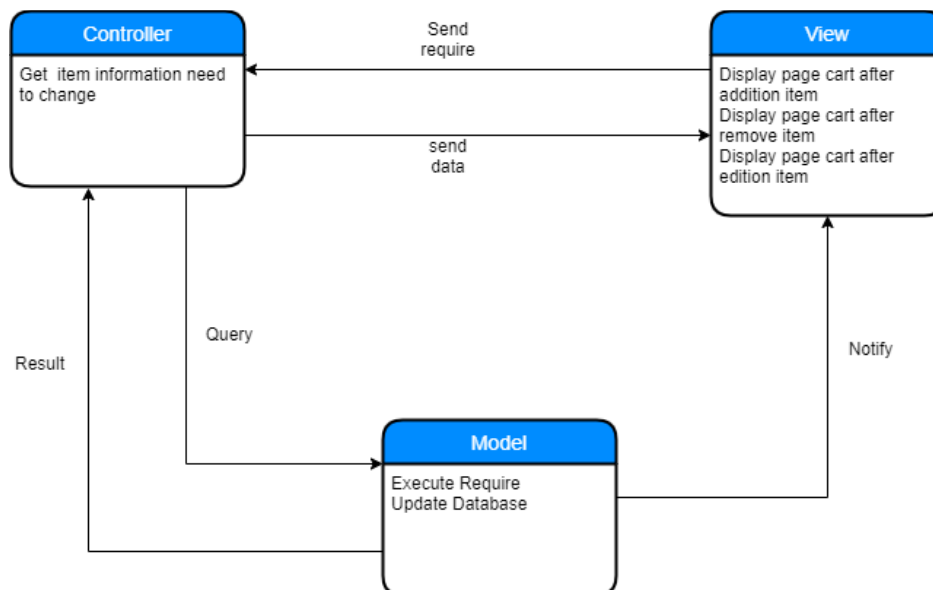 Controller
Get  item information need
to change
Send
require
send
data
View
Display page cart after
addition item
Display page cart after
remove item
Display page cart after
edition item
Result
Query
Notify
Model
Execute Require
Update Database